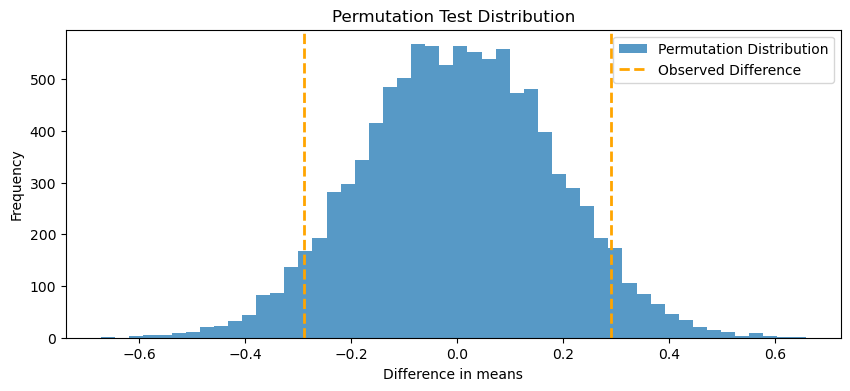 Permutation Test Distribution
Permutation Distribution
Observed Difference
Frequency
500
400
300
200
100
0
−0.6 −0.4 −0.2 0.0 0.2 0.4 0.6
Difference in means